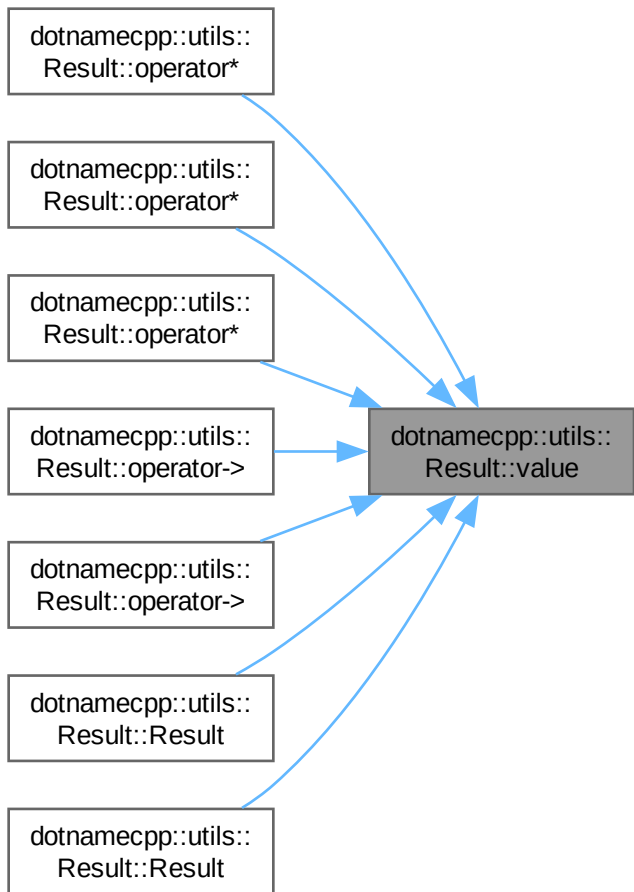 dotnamecpp::utils::
Result::operator*
dotnamecpp::utils::
Result::operator*
dotnamecpp::utils::
Result::operator*
dotnamecpp::utils::
Result::operator->
dotnamecpp::utils::
Result::value
dotnamecpp::utils::
Result::operator->
dotnamecpp::utils::
Result::Result
dotnamecpp::utils::
Result::Result